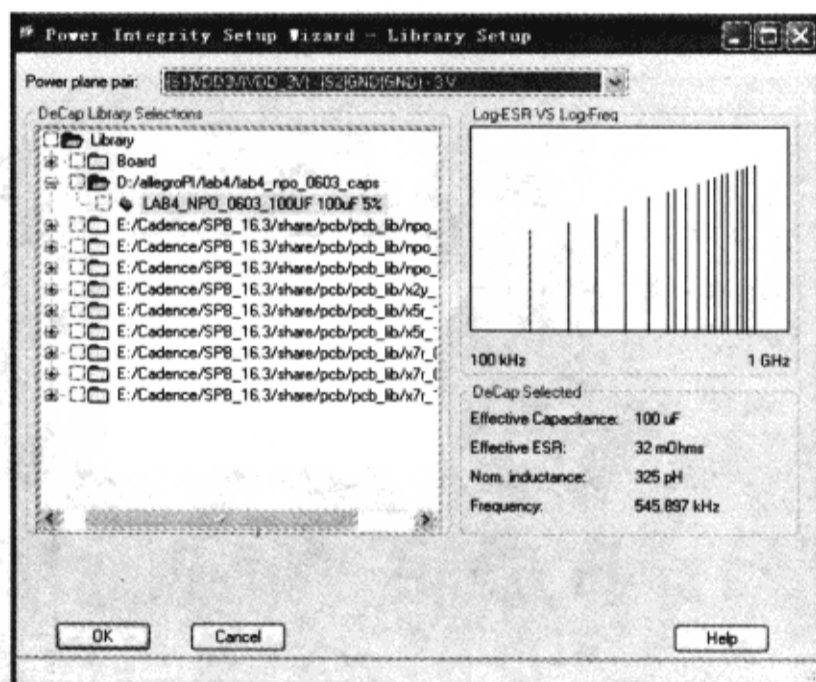 Power Integrity Setup Wizard - Library Setup
Power plane pair:
DeCap Library Selections
Library
Board
D:/allegroPI/lab4/lab4_npo_0603_caps
LAB4_NPO_0603_100UF 100uF 5%
E:/Cadence/SPB_16.3/share/pcb/pcb_lib/npo_
E:/Cadence/SPB_16.3/share/pcb/pcb_lib/npo_
E:/Cadence/SPB_16.3/share/pcb/pcb_lib/npo_
E:/Cadence/SPB_16.3/share/pcb/pcb_lib/x2y_
E:/Cadence/SPB_16.3/share/pcb/pcb_lib/x5r_
E:/Cadence/SPB_16.3/share/pcb/pcb_lib/x5r_
E:/Cadence/SPB_16.3/share/pcb/pcb_lib/x7r_
E:/Cadence/SPB_16.3/share/pcb/pcb_lib/x7r_
E:/Cadence/SPB_16.3/share/pcb/pcb_lib/x7r_
Log-ESR VS Log-Freq
100 kHz 1 GHz
DeCap Selected
Effective Capacitance: 100 uF
Effective ESR: 32 mOhms
Nom. inductance: 325 pH
Frequency: 545.897 kHz
OK Cancel Help